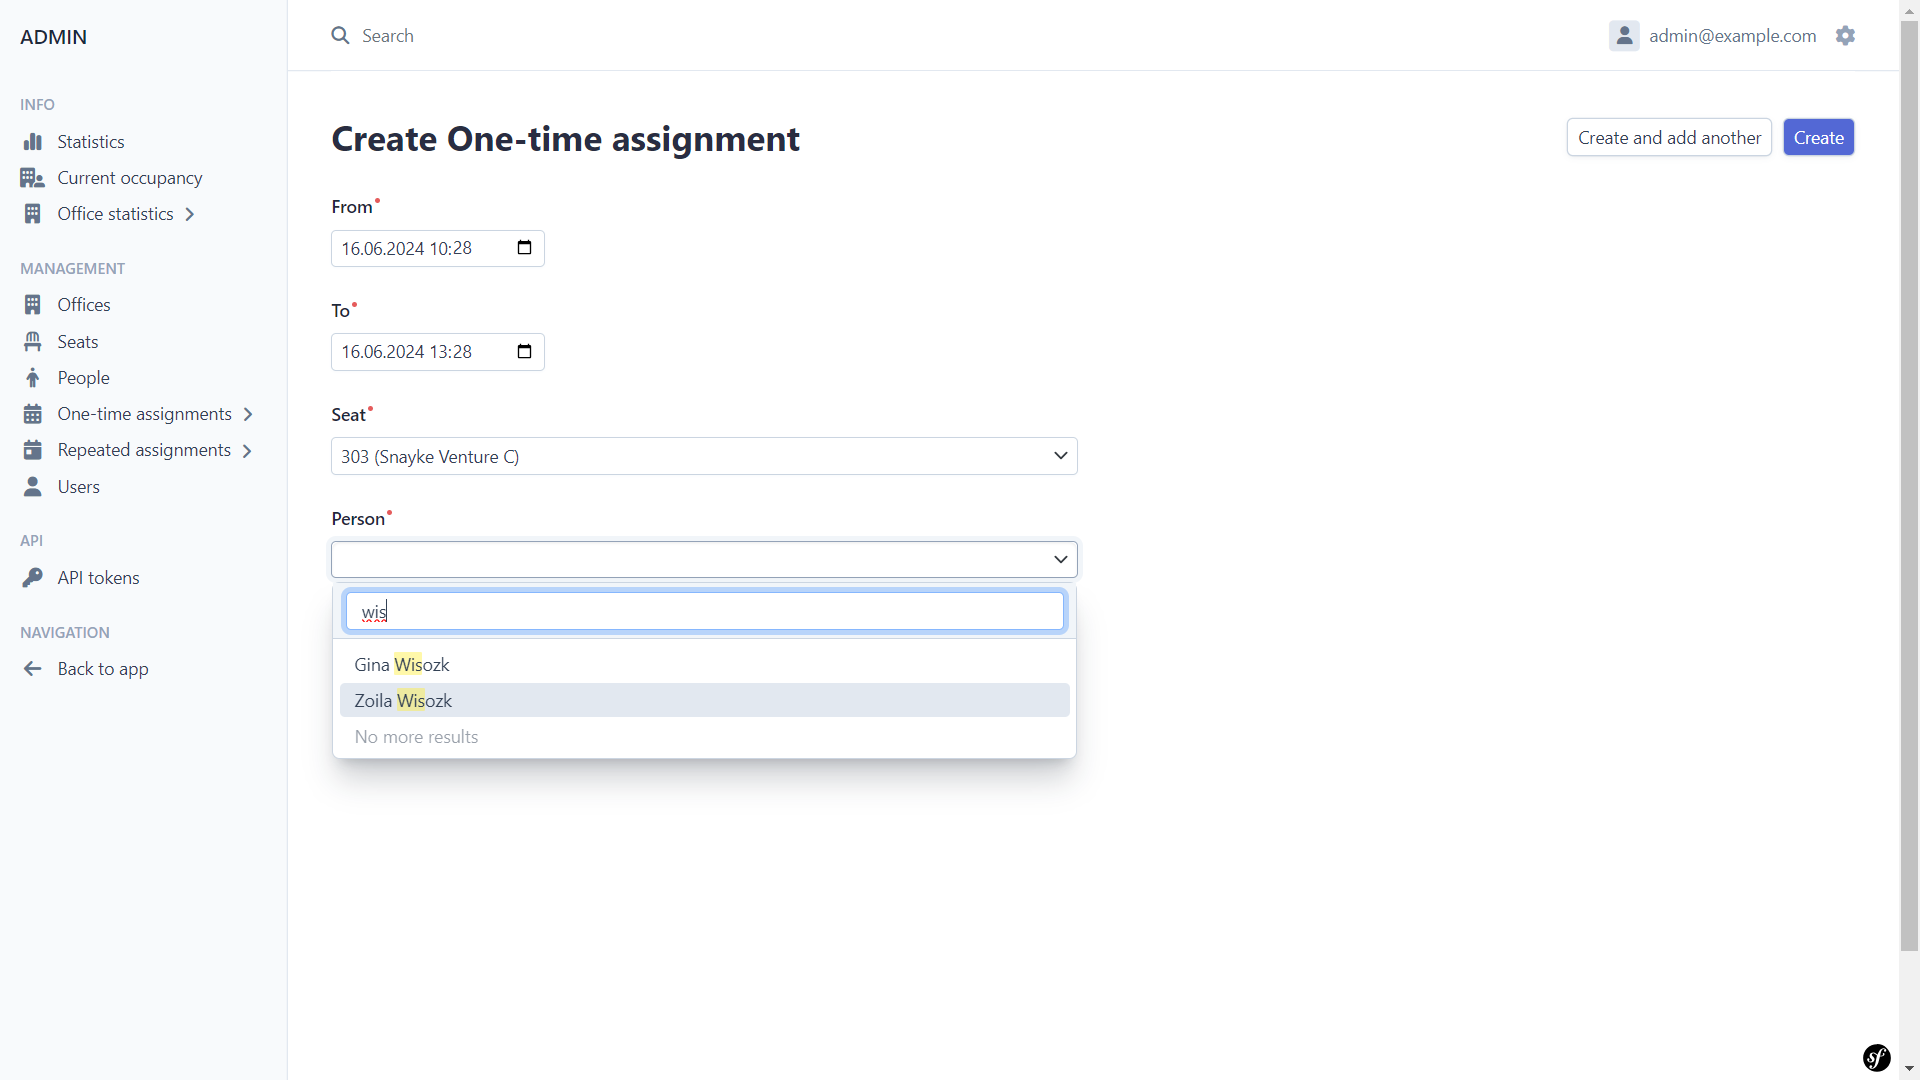 ADMIN
Search
admin@example.com
INFO
Statistics
Current occupancy
Office statistics
MANAGEMENT
Offices
Seats
People
One-time assignments
Repeated assignments
Users
API
API tokens
NAVIGATION
Back to app
Create One-time assignment
Create and add another
Create
From
16.06.2024 10:28
To
16.06.2024 13:28
Seat
303 (Snayke Venture C)
Person
wis
Gina Wisozk
Zoila Wisozk
No more results
sf